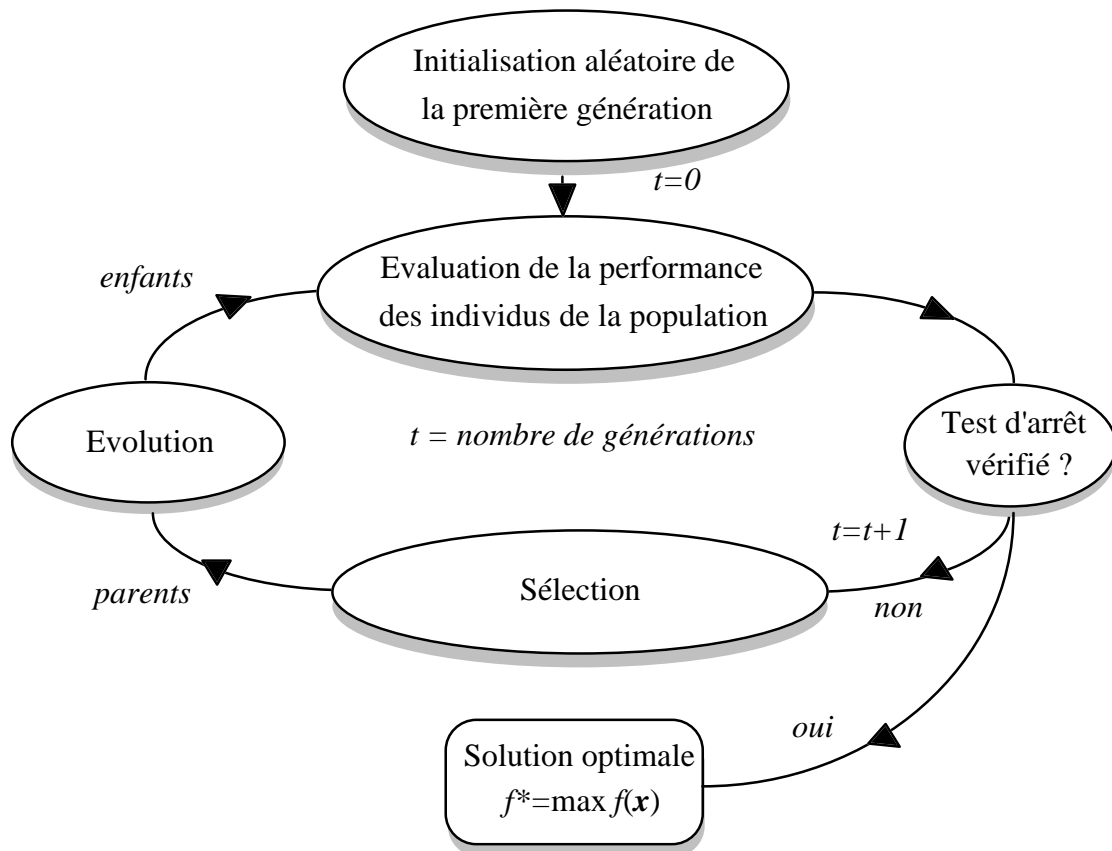 Initialisation aléatoire de
la première génération
t=0
enfants
Evaluation de la performance
des individus de la population
Evolution
t = nombre de générations
Test d'arrêt
vérifié ?
t=t+1
parents
Sélection
non
oui
Solution optimale
f*=max f(x)